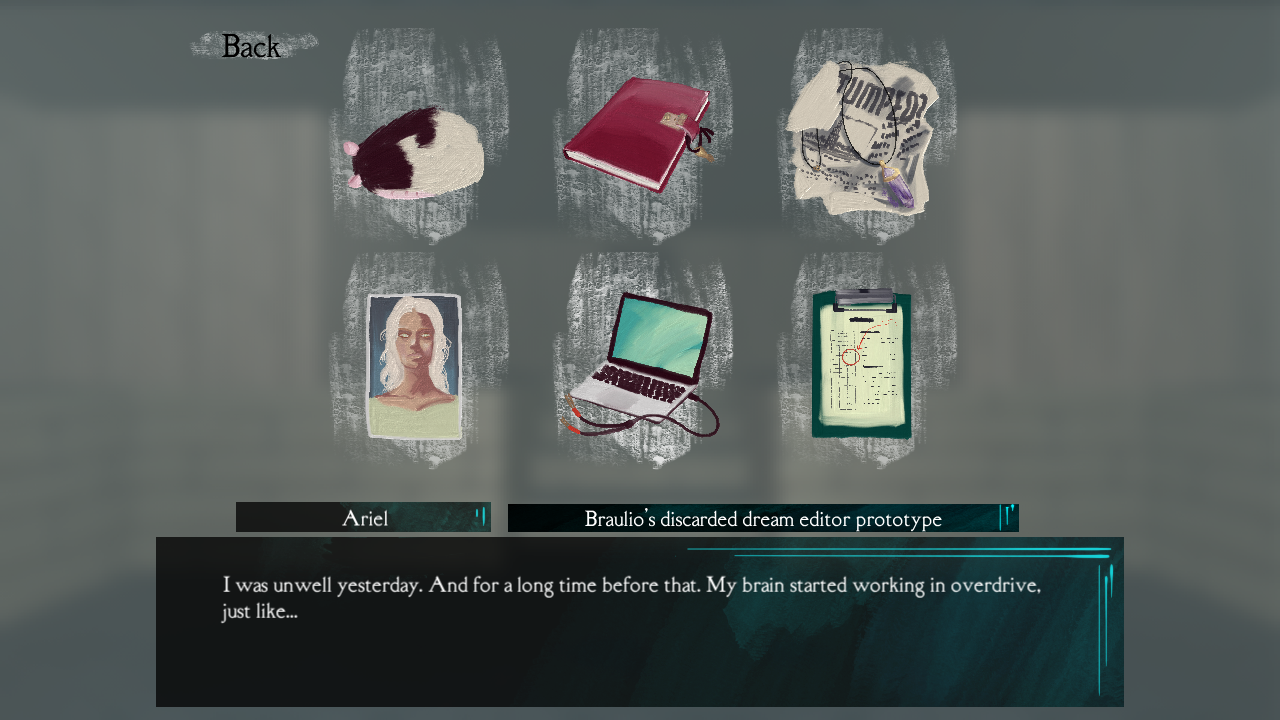 Back
TUMPED?
Ariel
Braulio's discarded dream editor prototype
I was unwell yesterday. And for a long time before that. My brain started working in overdrive,
just like...